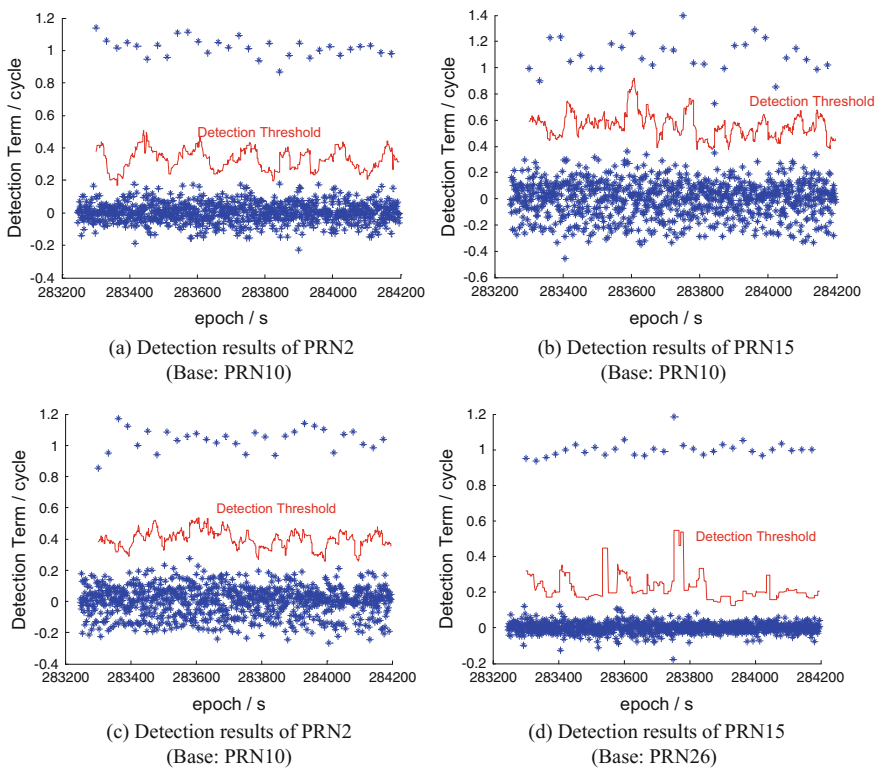 1.2
1
0.8
0.6
0.4
0.2
0
-0.2
0.4
Detection Term / cycle
Detection Threshold
283200 283400 283600 283800 284000 284200
epoch / s
(a) Detection results of PRN2
(Base: PRN10)
1.4
1.2
1
0.8
0.6
0.4
0.2
0
-0.2
-0.4
-0.6
Detection Term / cycle
Detection Threshold
283200 283400 283600 283800 284000 284200
epoch / s
(b) Detection results of PRN15
(Base: PRN10)
1.2
1
0.8
0.6
0.4
0.2
0
-0.2
-0.4
Detection Term / cycle
Detection Threshold
283200 283400 283600 283800 284000 284200
epoch / s
(c) Detection results of PRN2
(Base: PRN10)
1.2
1
0.8
0.6
0.4
0.2
0
-0.2
Detection Term / cycle
Detection Threshold
283200 283400 283600 283800 284000 284200
epoch / s
(d) Detection results of PRN15
(Base: PRN26)